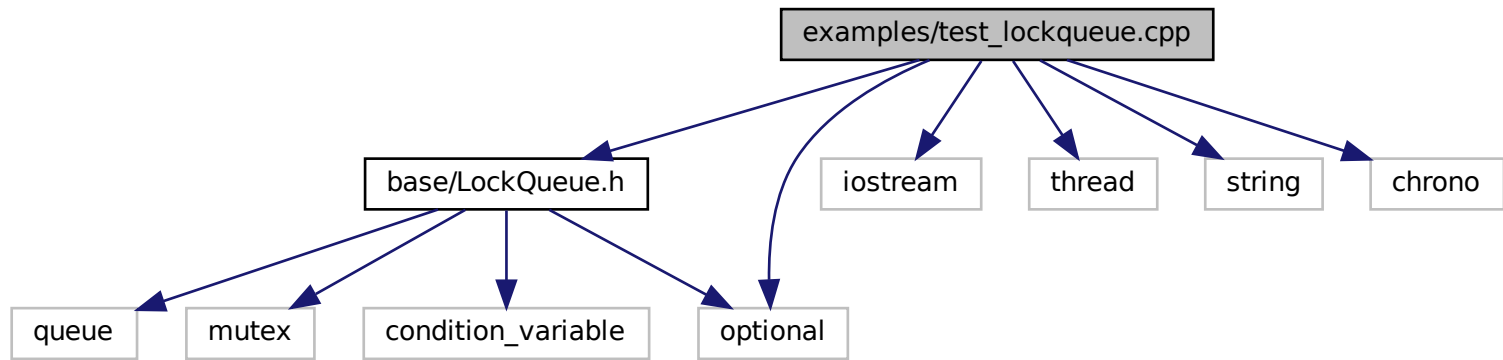 examples/test_lockqueue.cpp
base/LockQueue.h
iostream
thread
string
chrono
queue
mutex
condition_variable
optional